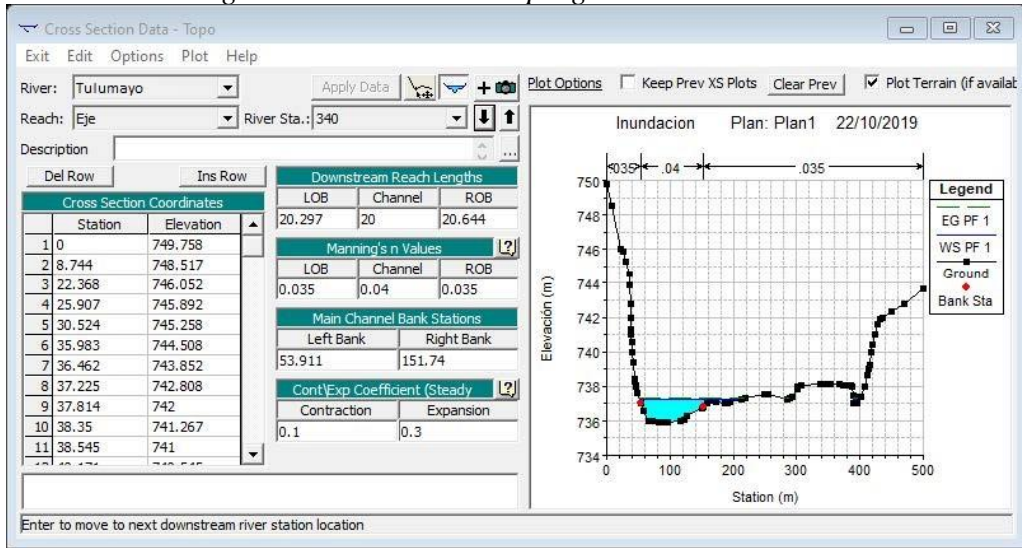 Cross Section Data - Topo
Exit Edit Options Plot Help
River: Tulumayo Apply Data
Reach: Eje River Sta.: 340
Description ...
Del Row Ins Row
Cross Section Coordinates
Station Elevation
1 0 749.758
2 8.744 748.517
3 22.368 746.052
4 25.907 745.892
5 30.524 745.258
6 35.983 744.508
7 36.462 743.852
8 37.225 742.808
9 37.814 742
10 38.35 741.267
11 38.545 741
Downstream Reach Lengths
LOB Channel ROB
20.297 20 20.644
Manning's n Values
LOB Channel ROB
0.035 0.04 0.035
Main Channel Bank Stations
Left Bank Right Bank
53.911 151.74
Cont\Exp Coefficient (Steady
Contraction Expansion
0.1 0.3
Plot Options Keep Prev XS Plots Clear Prev Plot Terrain (if availat
Inundacion Plan: Plan1 22/10/2019
.035 .04 .035
750
748
746
744
742
740
738
736
734
Elevación (m)
0 100 200 300 400 500
Station (m)
Legend
EG PF 1
WS PF 1
Ground
Bank Sta
Enter to move to next downstream river station location